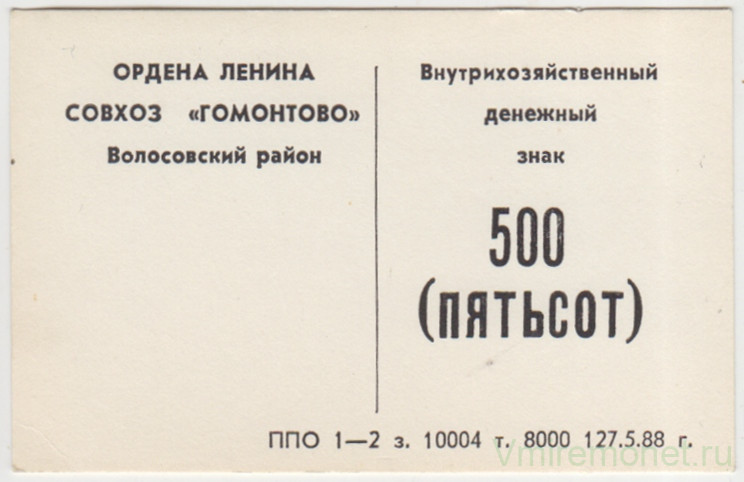 ОРДЕНА ЛЕНИНА
СОВХОЗ «ГОМОНТОВО»
Волосовский район
Внутрихозяйственный
денежный
знак
500
(ПЯТЬСОТ)
ППО 1—2 з. 10004 т. 8000 127.5.88 г.
Vmiremonet.ru